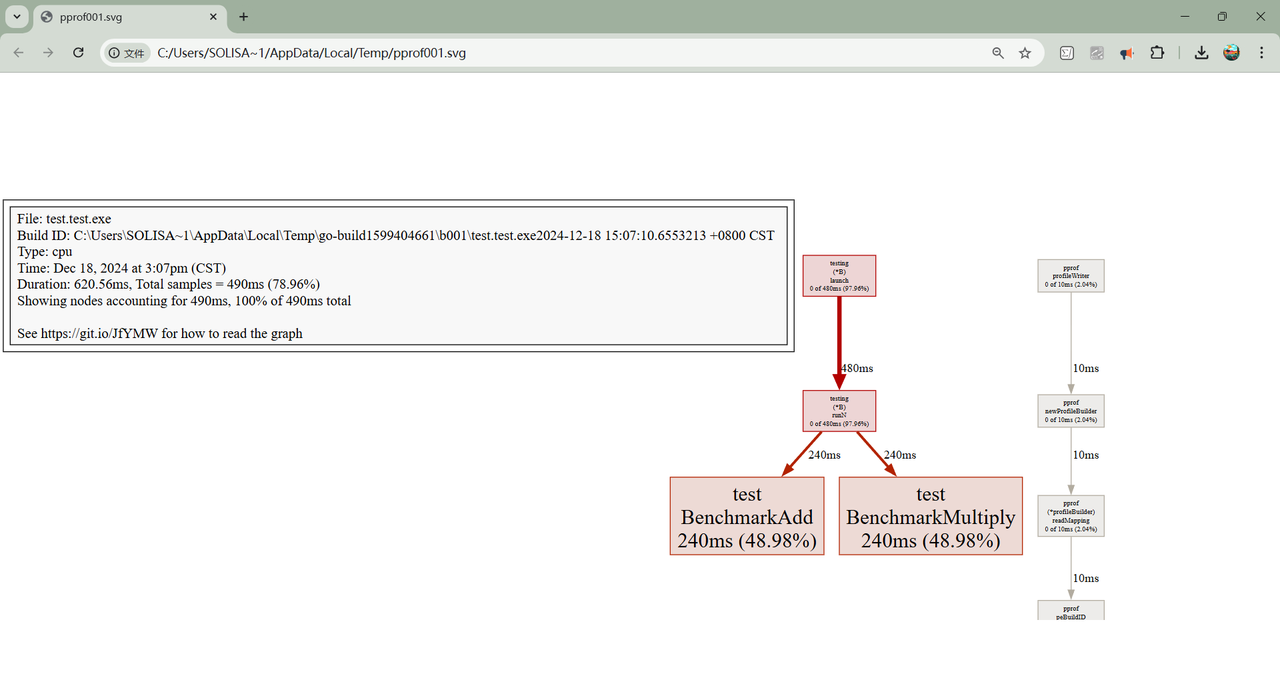 pprof001.svg
文件
C:/Users/SOLISA~1/AppData/Local/Temp/pprof001.svg
File: test.test.exe
Build ID: C:\Users\SOLISA~1\AppData\Local\Temp\go-build1599404661\b001\test.test.exe2024-12-18 15:07:10.6553213 +0800 CST
Type: cpu
Time: Dec 18, 2024 at 3:07pm (CST)
Duration: 620.56ms, Total samples = 490ms (78.96%)
Showing nodes accounting for 490ms, 100% of 490ms total
See https://git.io/JfYMW for how to read the graph
testing
(*B)
launch
0 of 480ms (97.96%)
480ms
testing
(*B)
runN
0 of 480ms (97.96%)
240ms
240ms
test
BenchmarkAdd
240ms (48.98%)
test
BenchmarkMultiply
240ms (48.98%)
pprof
profileWriter
0 of 10ms (2.04%)
10ms
pprof
newProfileBuilder
0 of 10ms (2.04%)
10ms
pprof
(*profileBuilder)
readMapping
0 of 10ms (2.04%)
10ms
pprof
peBuildID